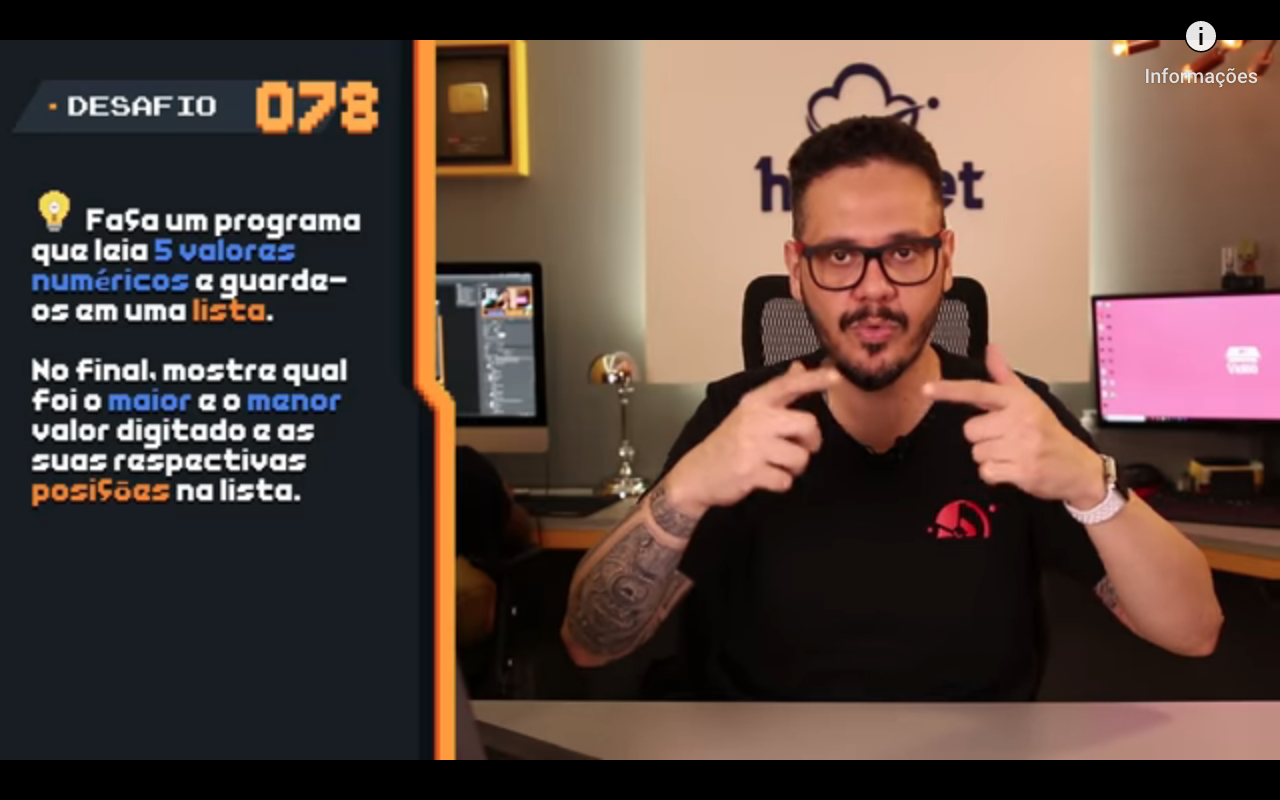 DESAFIO 078
Faça um programa
que leia 5 valores
numéricos e guarde-
os em uma lista.
No final, mostre qual
foi o maior e o menor
valor digitado e as
suas respectivas
posições na lista.
Informações